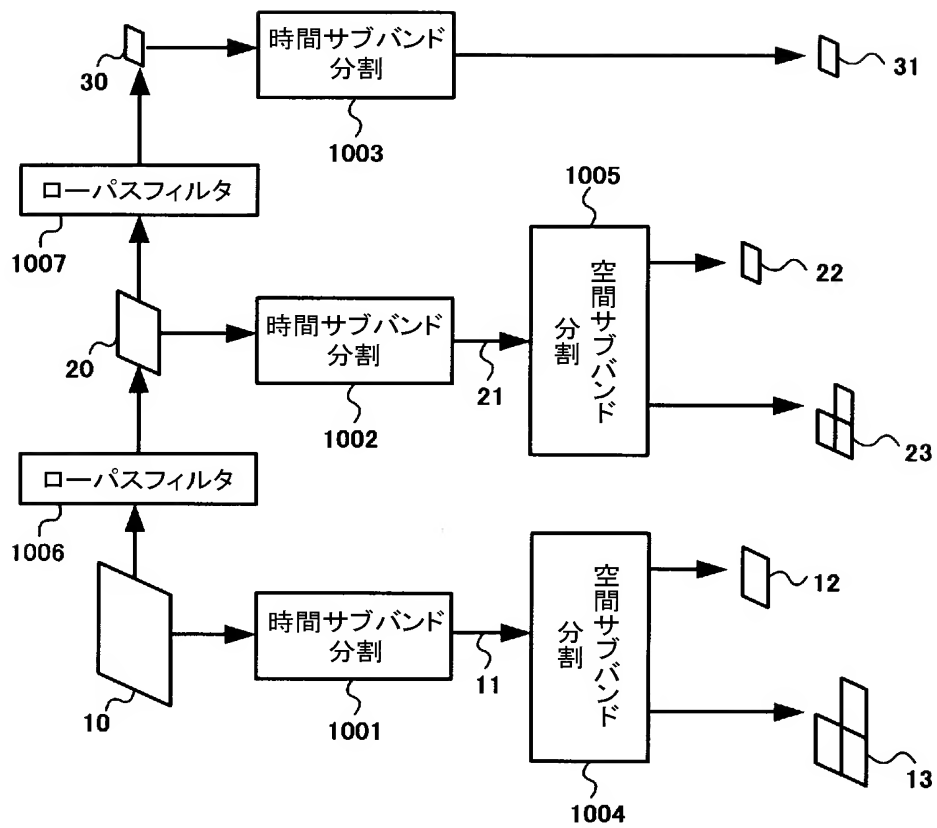 30
時間サブバンド
分割
1003
31
ローパスフィルタ
1007
1005
空間サブバンド
分割
22
20
時間サブバンド
分割
1002
21
23
ローパスフィルタ
1006
空間サブバンド
分割
12
10
時間サブバンド
分割
1001
11
1004
13